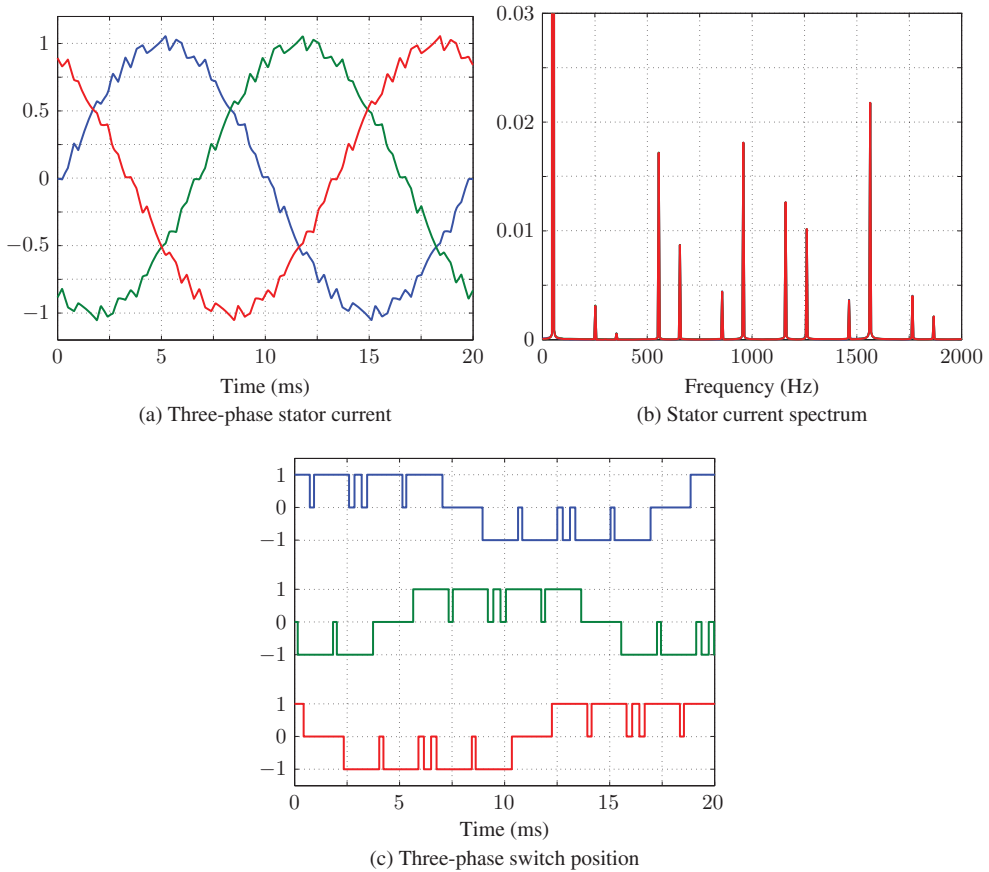 1
0.5
0
−0.5
−1
0 5 10 15 20
Time (ms)
(a) Three-phase stator current
0.03
0.02
0.01
0
0 500 1000 1500 2000
Frequency (Hz)
(b) Stator current spectrum
1
0
−1
1
0
−1
1
0
−1
0 5 10 15 20
Time (ms)
(c) Three-phase switch position